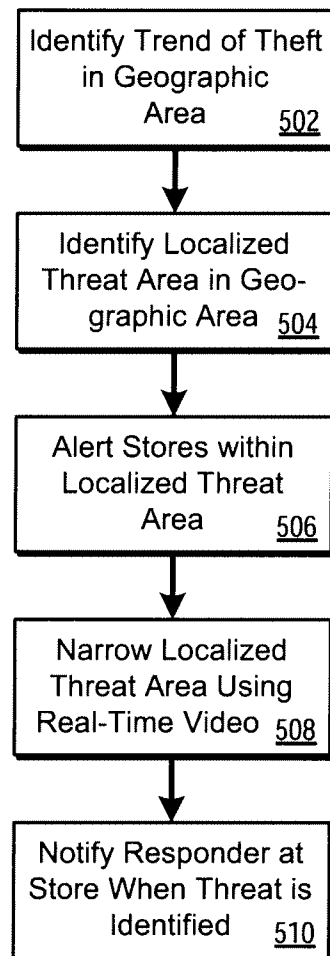 Identify Trend of Theft
in Geographic
Area
502
Identify Localized
Threat Area in Geo-
graphic Area
504
Alert Stores within
Localized Threat
Area
506
Narrow Localized
Threat Area Using
Real-Time Video
508
Notify Responder at
Store When Threat is
Identified
510